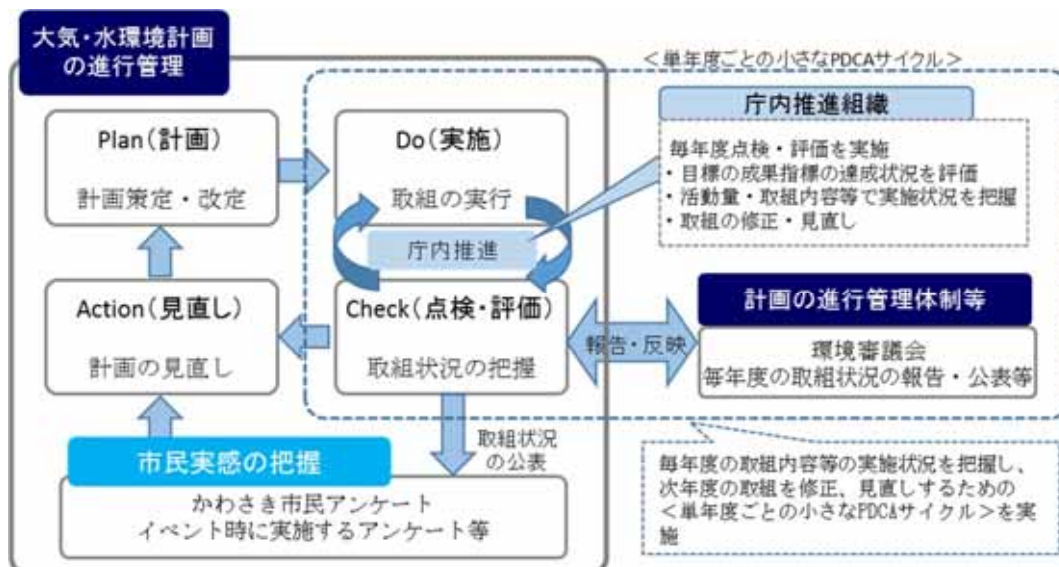 大気・水環境計画
の進行管理
＜単年度ごとの小さなPDCAサイクル＞
庁内推進組織
毎年度点検・評価を実施
・目標の成果指標の達成状況を評価
・活動量・取組内容等で実施状況を把握
・取組の修正・見直し
Plan（計画）
計画策定・改定
Do（実施）
取組の実行
庁内推進
Action（見直し）
計画の見直し
Check（点検・評価）
取組状況の把握
報告・反映
計画の進行管理体制等
環境審議会
毎年度の取組状況の報告・公表等
取組状況
の公表
市民実感の把握
かわさき市民アンケート
イベント時に実施するアンケート等
毎年度の取組内容等の実施状況を把握し、
次年度の取組を修正、見直しするための
＜単年度ごとの小さなPDCAサイクル＞を実
施